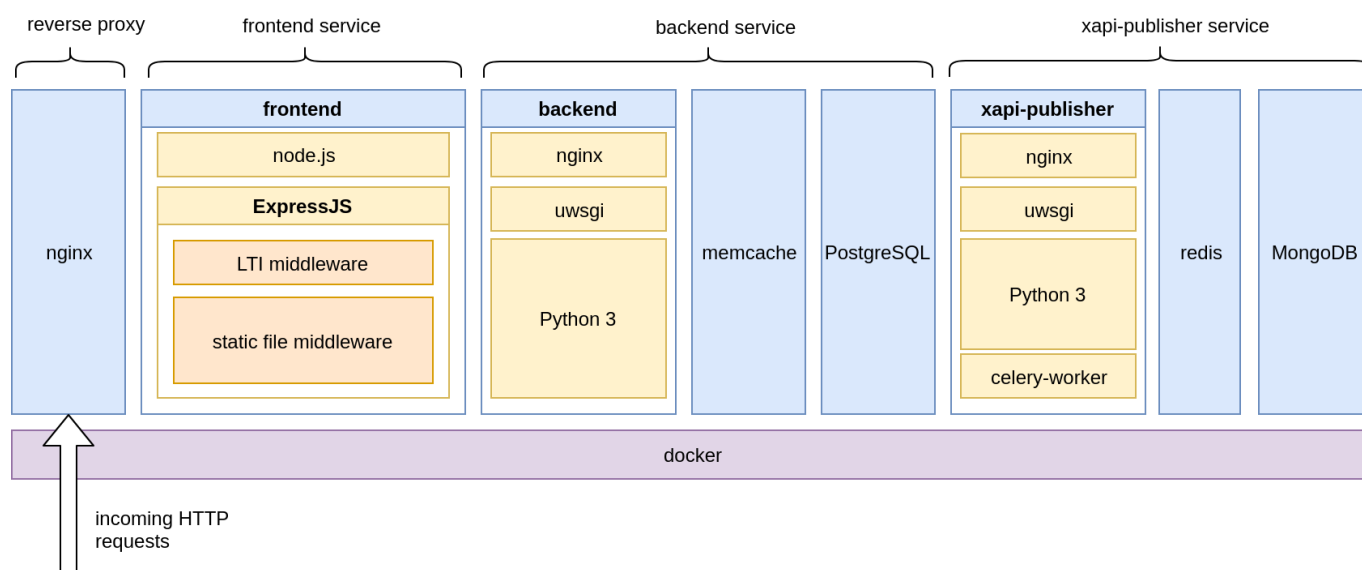 reverse proxy
frontend service
backend service
xapi-publisher service
nginx
frontend
node.js
ExpressJS
LTI middleware
static file middleware
backend
nginx
uwsgi
Python 3
memcache
PostgreSQL
xapi-publisher
nginx
uwsgi
Python 3
celery-worker
redis
MongoDB
docker
incoming HTTP
requests